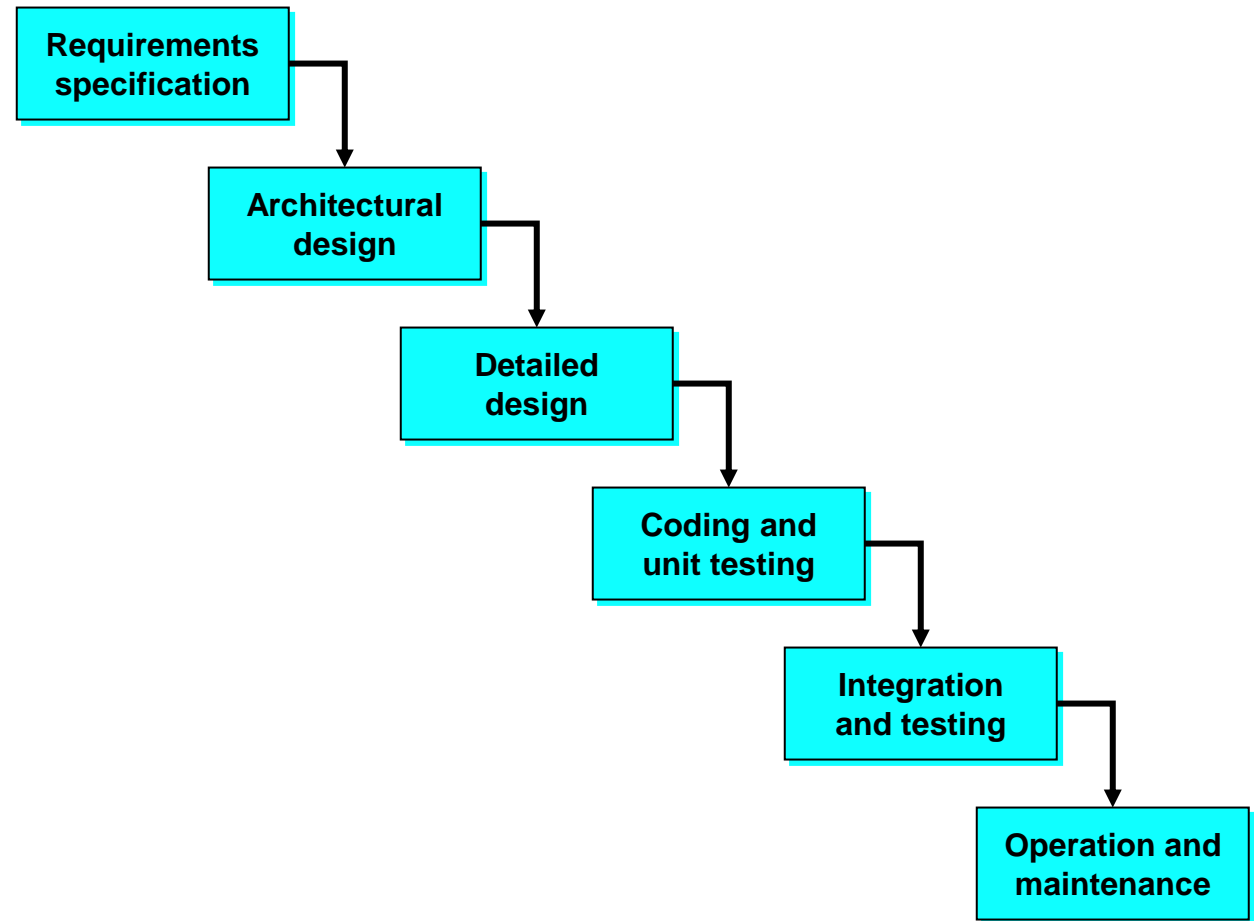 Requirements
specification
Architectural
design
Detailed
design
Coding and
unit testing
Integration
and testing
Operation and
maintenance